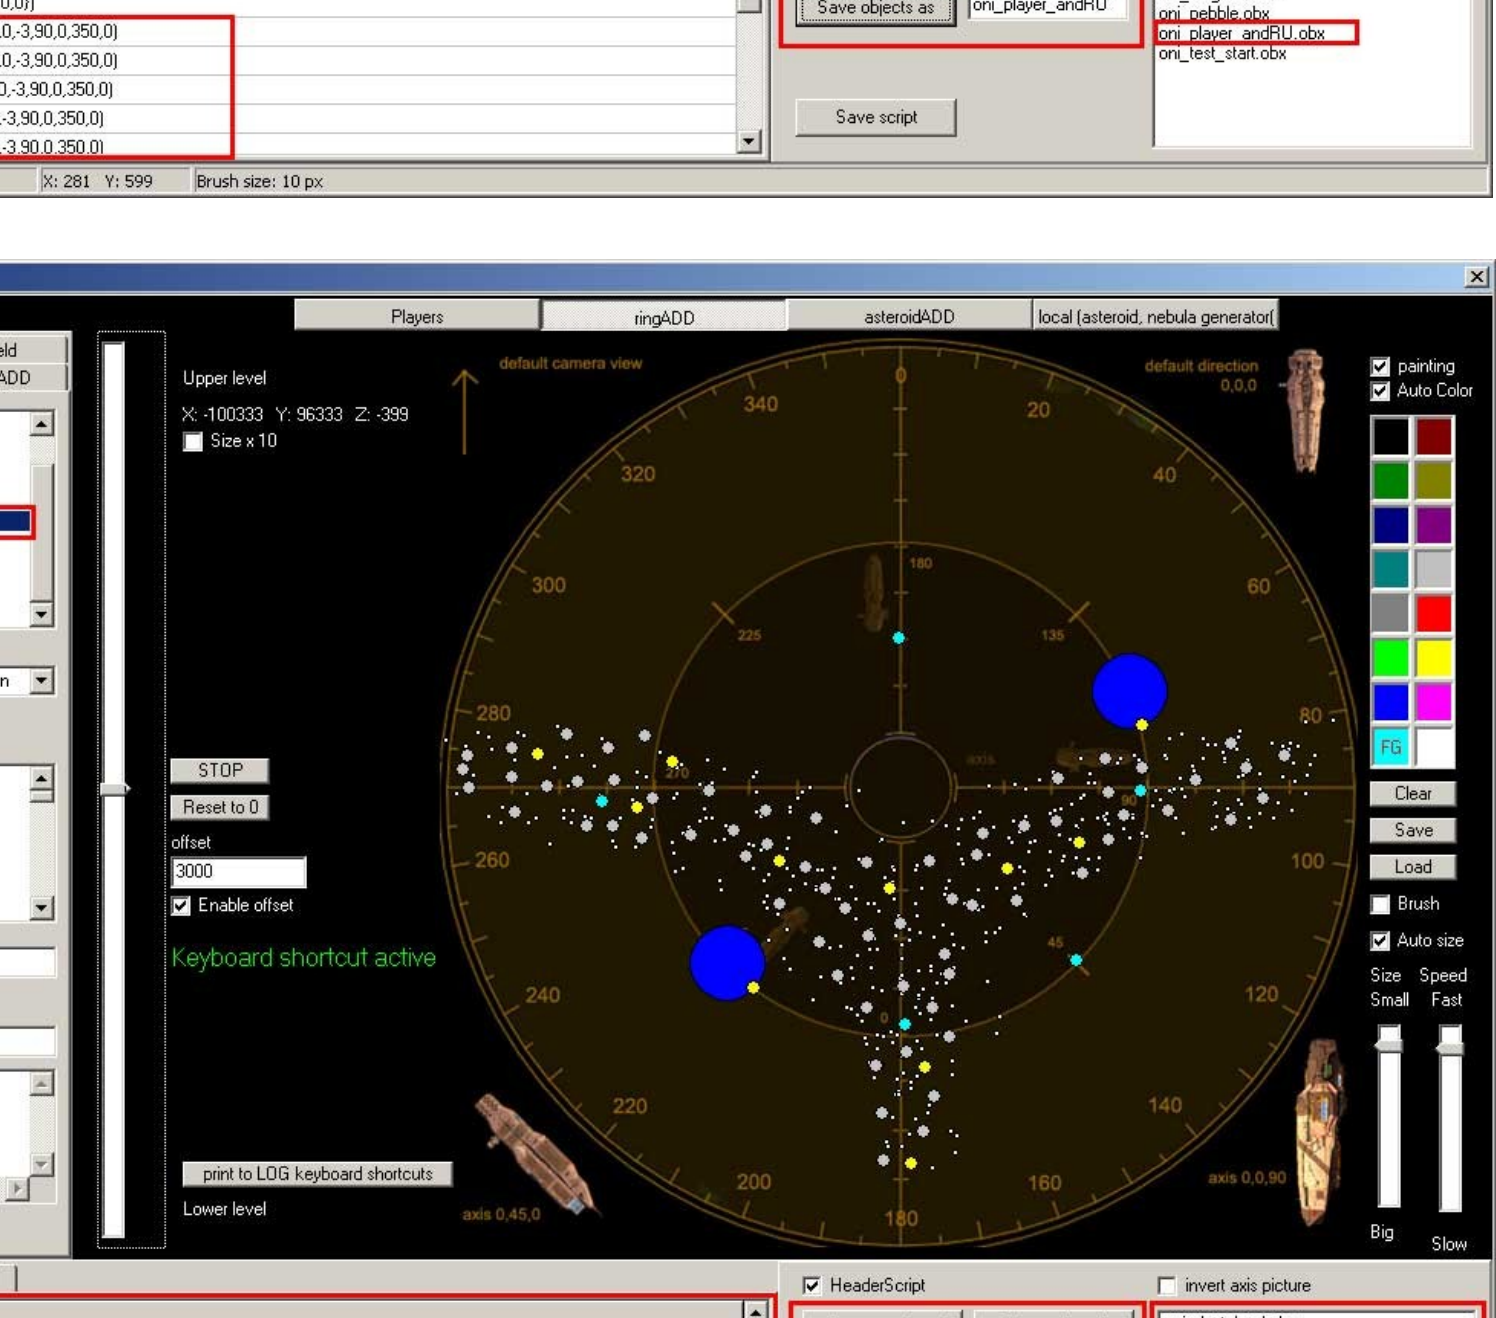 0,0)]
.0,-3,90,0,350,0)
.0,-3,90,0,350,0)
0,-3,90,0,350,0)
,-3,90,0,350,0)
,-3,90,0,350,0)
Save objects as
oni_player_andRU
oni_pebble.obx
oni_player_andRU.obx
oni_test_start.obx
Save script
X: 281 Y: 599
Brush size: 10 px
Players
ringADD
asteroidADD
local (asteroid, nebula generator(
eld
ADD
Upper level
X: -100333 Y: 96333 Z: -399
Size x 10
default camera view
default direction
0,0,0
painting
Auto Color
0
340
20
320
40
300
60
180
225
135
280
80
270
axis
90
n
STOP
Reset to 0
offset
3000
Enable offset
Keyboard shortcut active
260
100
45
240
120
0
220
140
200
160
180
FG
Clear
Save
Load
Brush
Auto size
Size Speed
Small Fast
Big
Slow
print to LOG keyboard shortcuts
Lower level
axis 0,45,0
axis 0,0,90
HeaderScript
invert axis picture